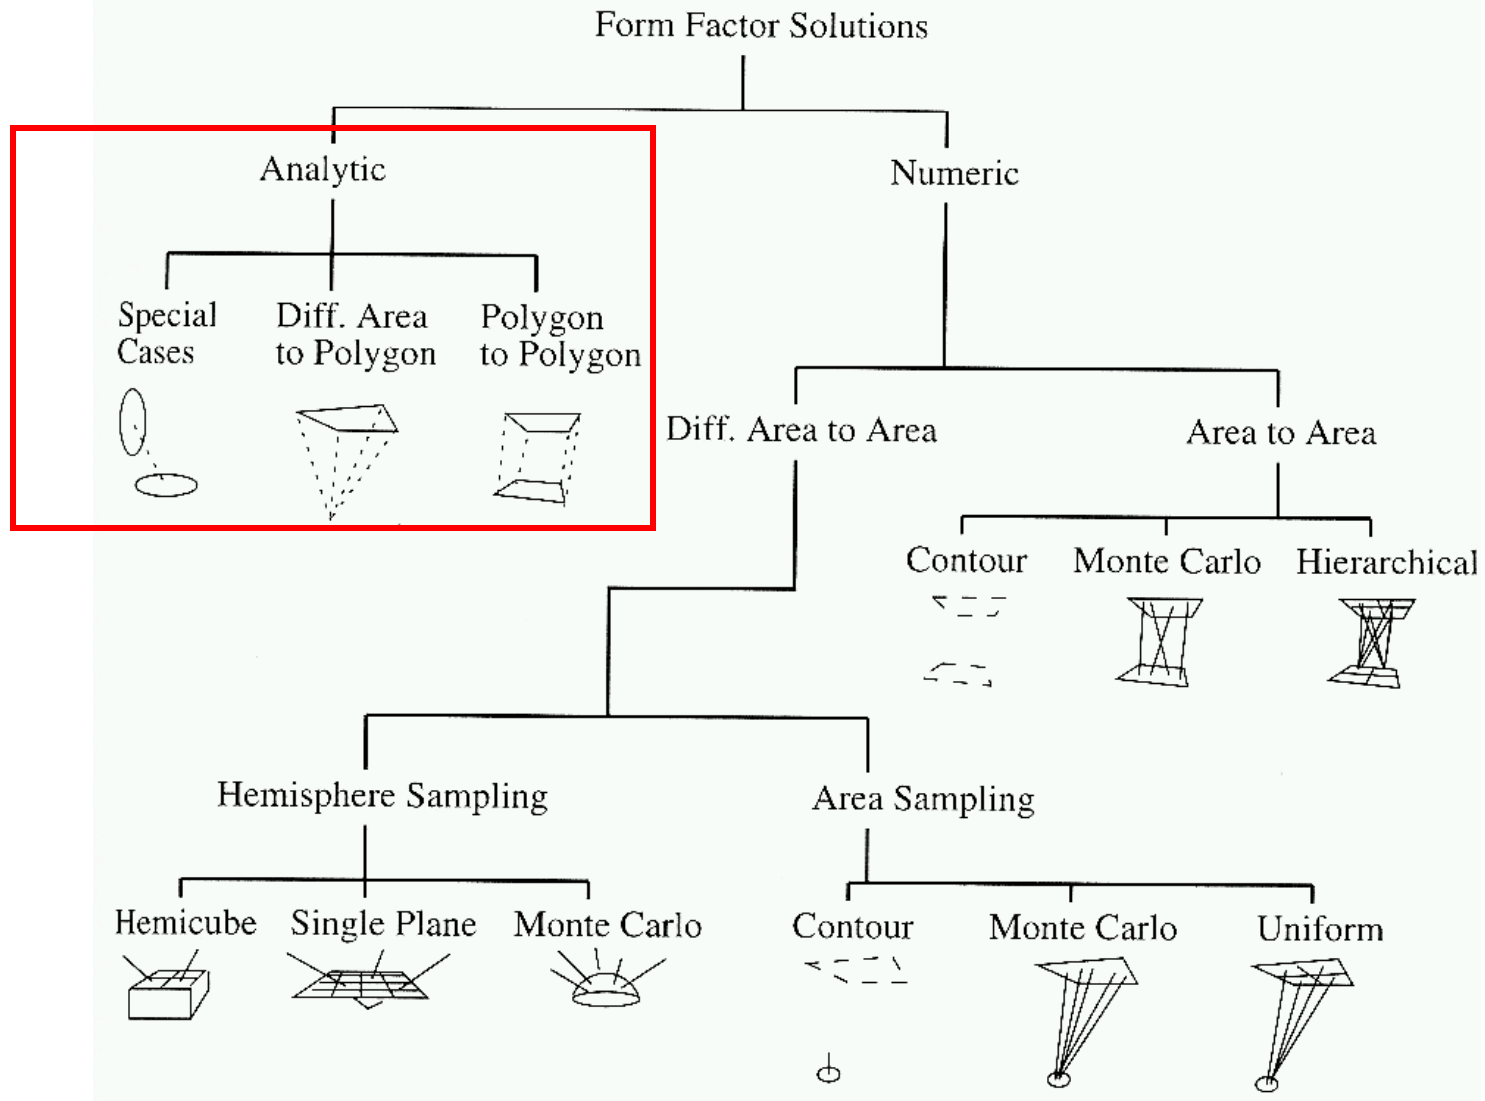 Form Factor Solutions
Analytic
Numeric
Special
Cases
Diff. Area
to Polygon
Polygon
to Polygon
Diff. Area to Area
Area to Area
Contour
Monte Carlo
Hierarchical
Hemisphere Sampling
Area Sampling
Hemicube
Single Plane
Monte Carlo
Contour
Monte Carlo
Uniform